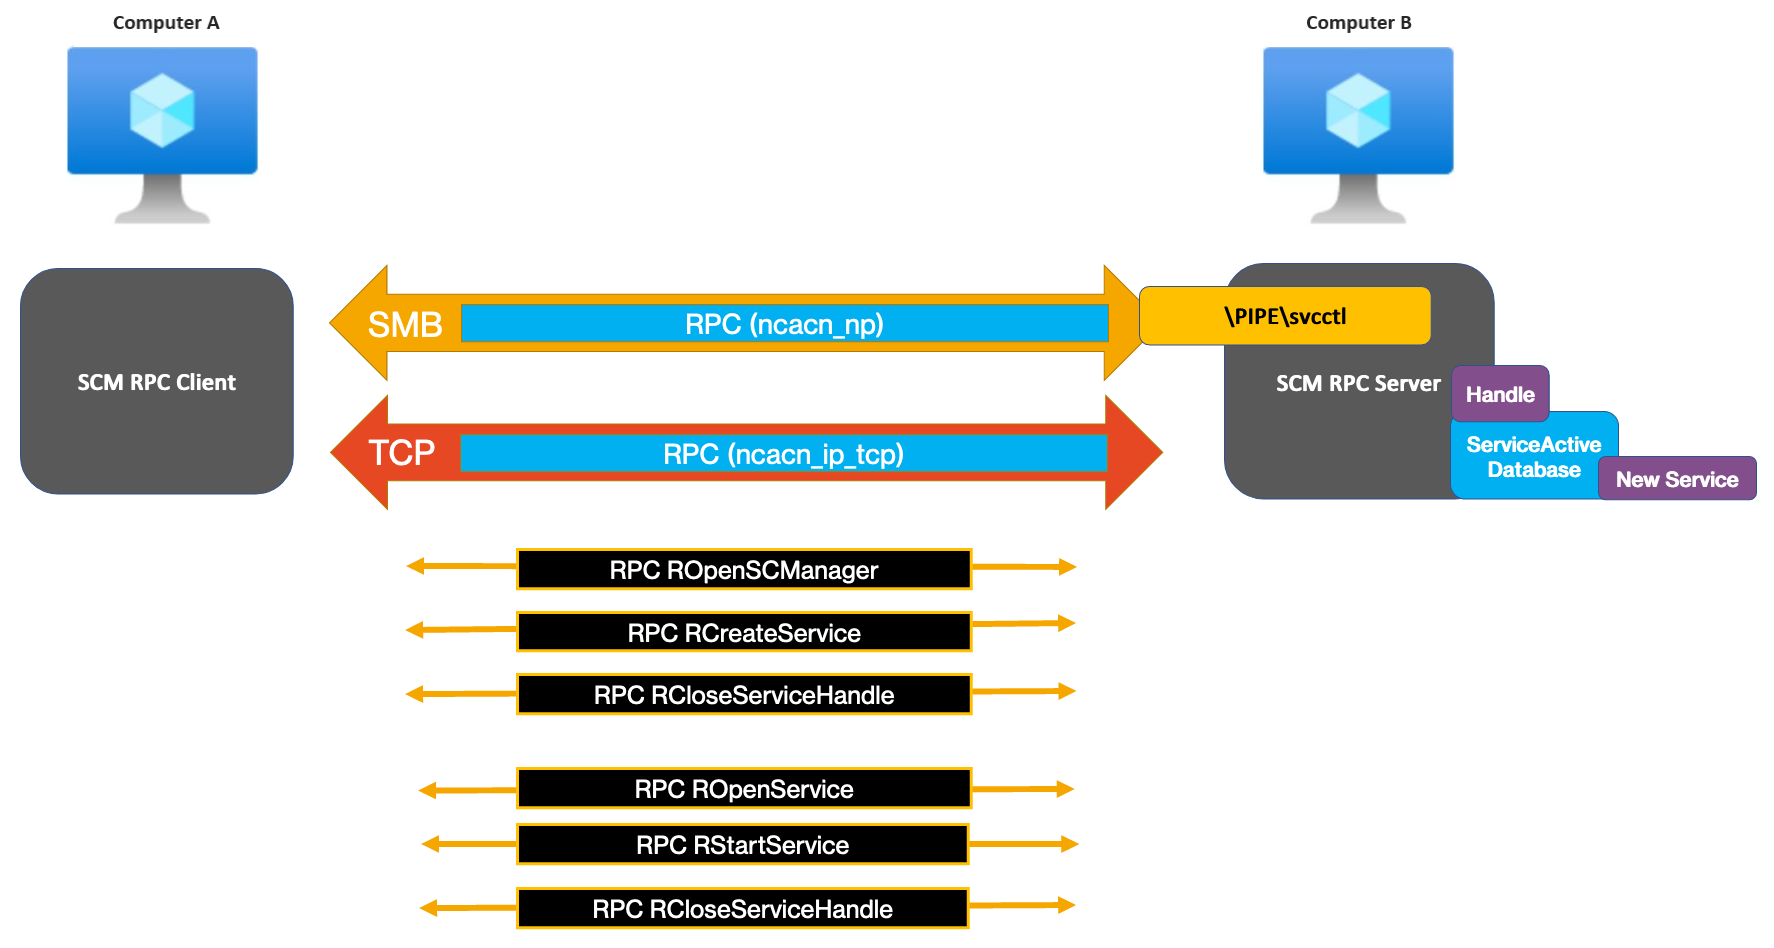 Computer A
Computer B
SMB
RPC (ncacn_np)
\PIPE\svcctl
SCM RPC Client
SCM RPC Server
Handle
TCP
RPC (ncacn_ip_tcp)
ServiceActive
Database
New Service
RPC ROpenSCManager
RPC RCreateService
RPC RCloseServiceHandle
RPC ROpenService
RPC RStartService
RPC RCloseServiceHandle